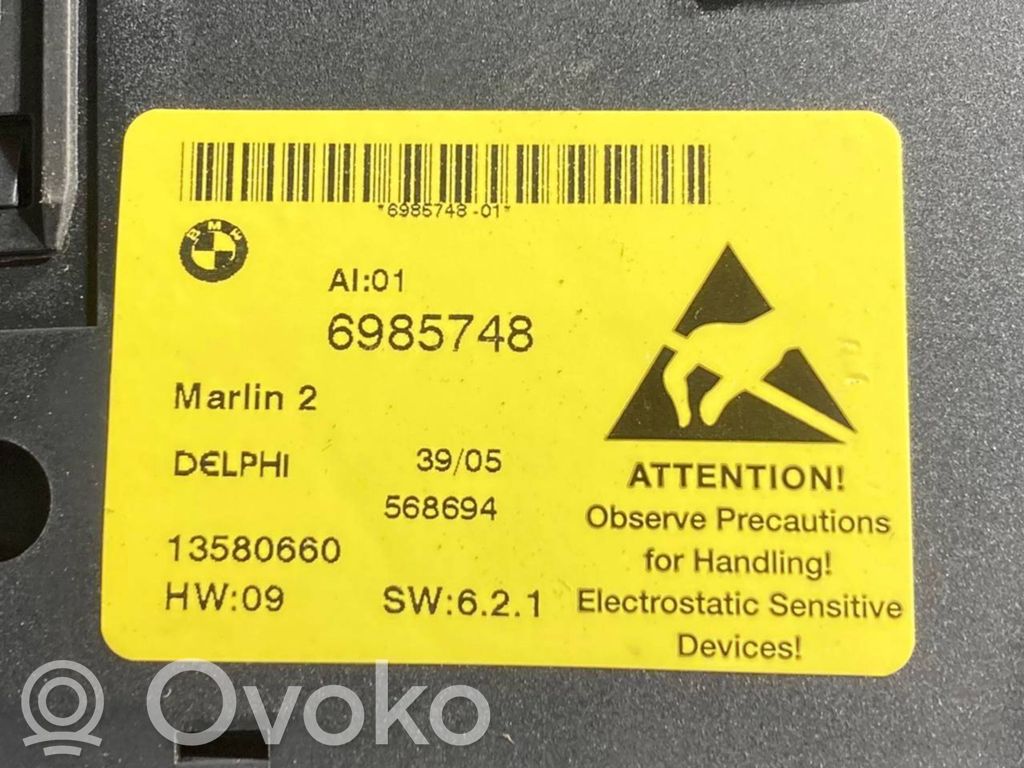 *6985748-01*
BMW
AI:01
6985748
Marlin 2
DELPHI 39/05
568694
13580660
HW:09 SW:6.2.1
ATTENTION!
Observe Precautions
for Handling!
Electrostatic Sensitive
Devices!
Ovoko